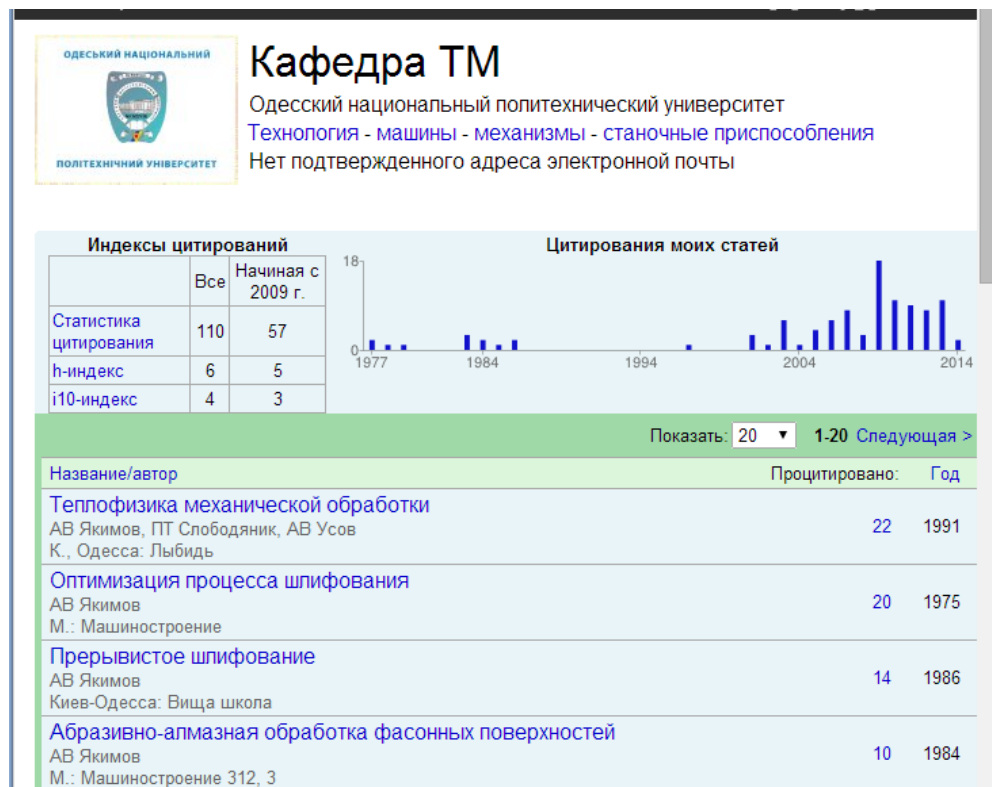 ОДЕСЬКИЙ НАЦІОНАЛЬНИЙ
ПОЛІТЕХНІЧНИЙ УНІВЕРСИТЕТ
Кафедра ТМ
Одесский национальный политехнический университет
Технология - машины - механизмы - станочные приспособления
Нет подтвержденного адреса электронной почты
Индексы цитирований
Все Начиная с
2009 г.
Статистика
цитирования 110 57
h-индекс 6 5
i10-индекс 4 3
Цитирования моих статей
18
0
1977 1984 1994 2004 2014
Показать: 20 1-20 Следующая >
Название/автор Процитировано: Год
Теплофизика механической обработки
АВ Якимов, ПТ Слободяник, АВ Усов
К., Одесса: Лыбидь
22 1991
Оптимизация процесса шлифования
АВ Якимов
М.: Машиностроение
20 1975
Прерывистое шлифование
АВ Якимов
Киев-Одесса: Вища школа
14 1986
Абразивно-алмазная обработка фасонных поверхностей
АВ Якимов
М.: Машиностроение 312, 3
10 1984